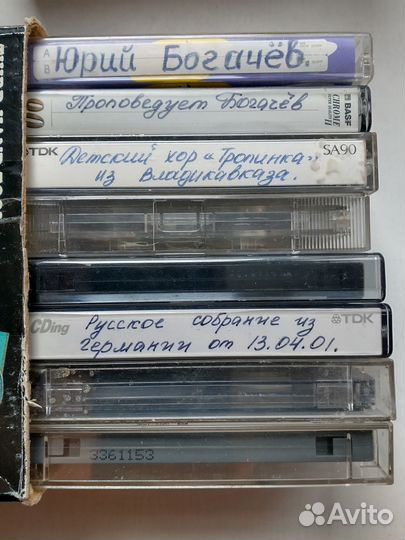 A
B
Юрий Богачёв
Проповедует Богачёв
BASF
CHROME
II
TDK
SA90
Детский хор «Тропинка»
из Владикавказа.
CDing
TDK
Русское собрание из
Германии от 13.04.01.
3361153
Avito